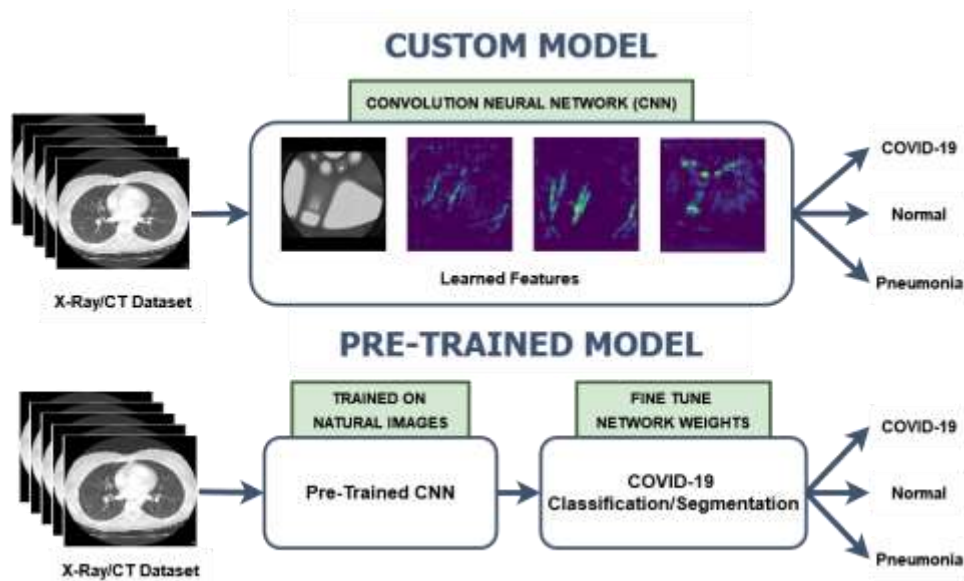 CUSTOM MODEL
CONVOLUTION NEURAL NETWORK (CNN)
COVID-19
Normal
Learned Features
Pneumonia
X-Ray/CT Dataset
PRE-TRAINED MODEL
TRAINED ON
NATURAL IMAGES
FINE TUNE
NETWORK WEIGHTS
COVID-19
Pre-Trained CNN
COVID-19
Classification/Segmentation
Normal
Pneumonia
X-Ray/CT Dataset